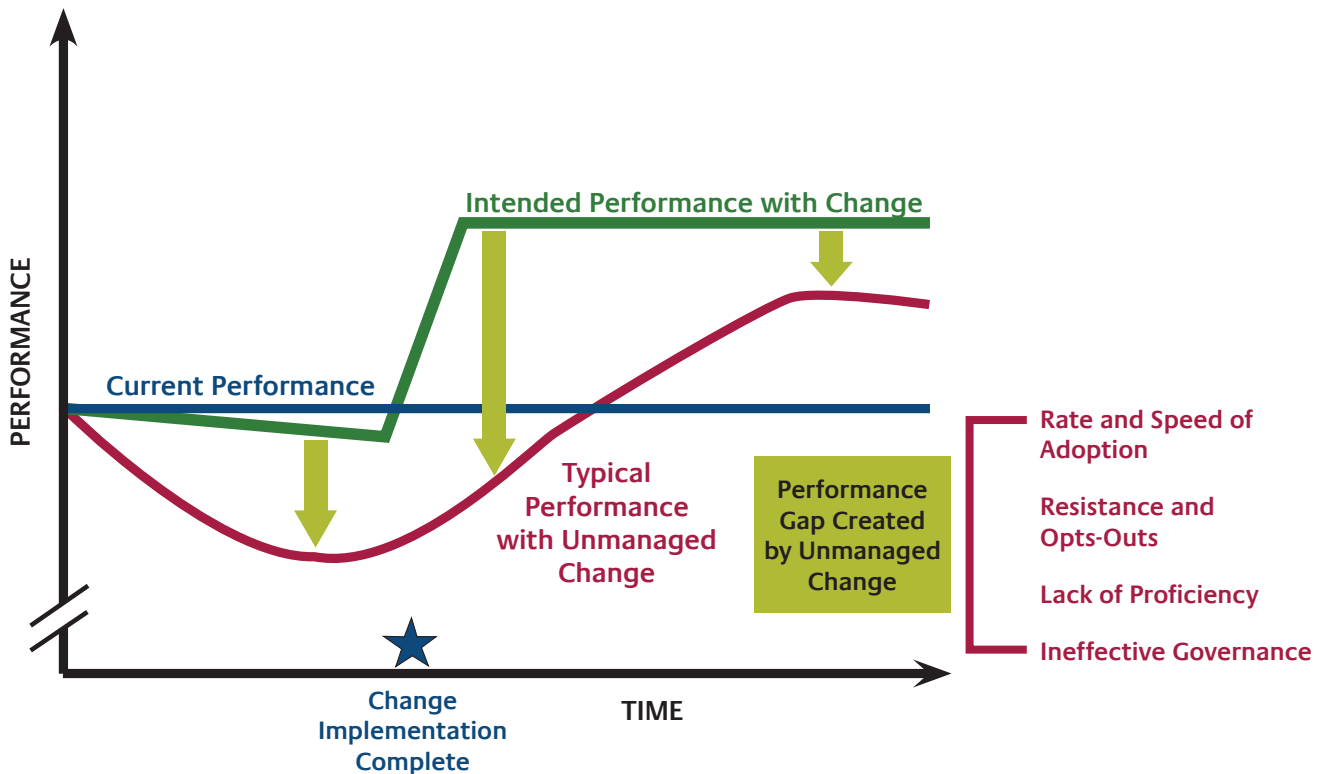 PERFORMANCE
Intended Performance with Change
Current Performance
Typical
Performance
with Unmanaged
Change
Performance
Gap Created
by Unmanaged
Change
Rate and Speed of
Adoption
Resistance and
Opts-Outs
Lack of Proficiency
Ineffective Governance
Change
Implementation
Complete
TIME